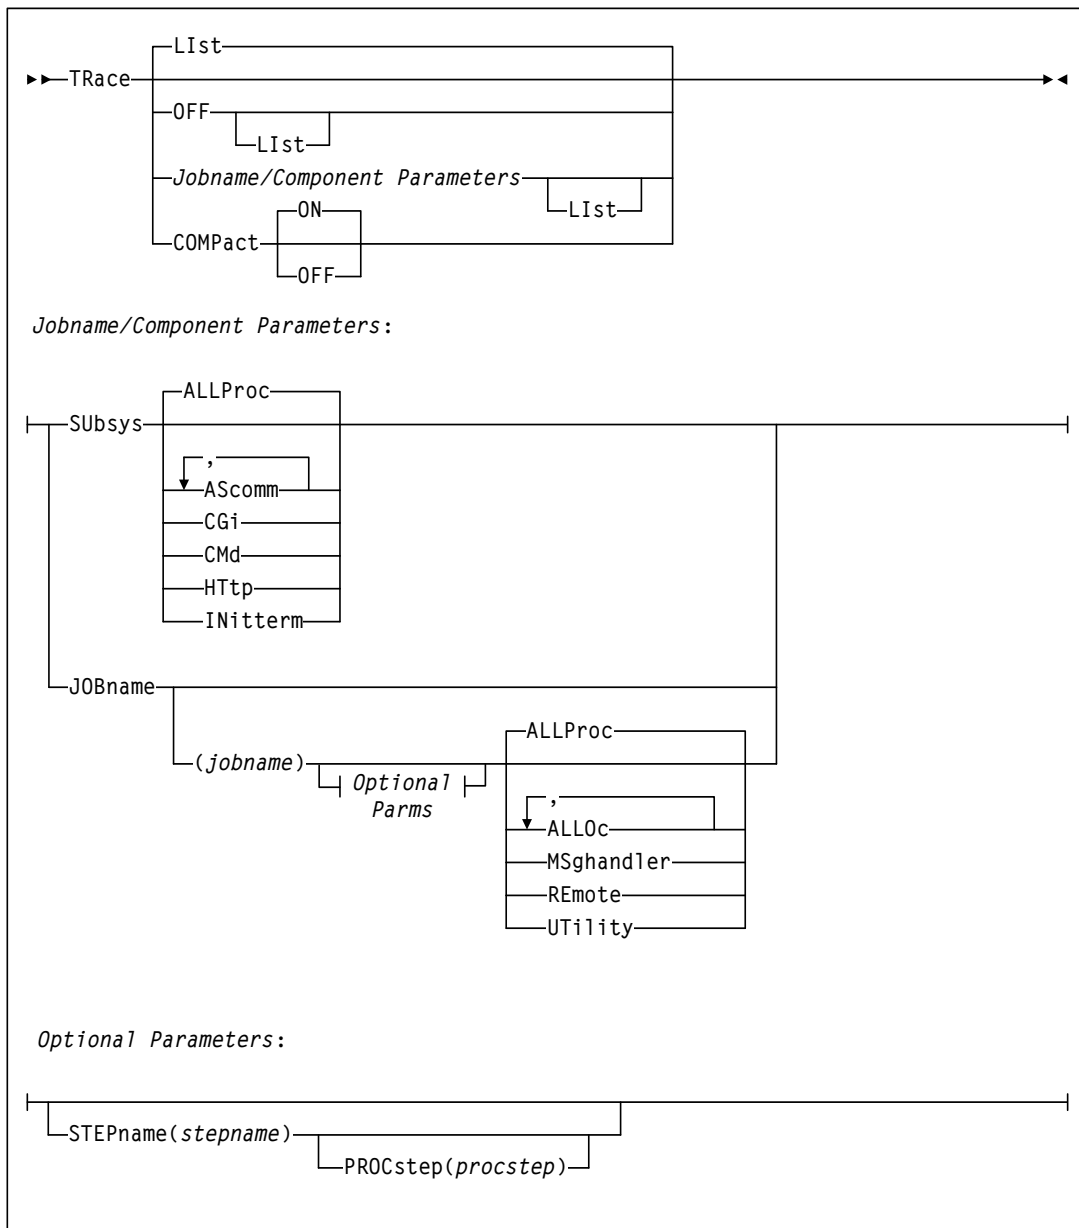 LIst
TRace
OFF
LIst
Jobname/Component Parameters
LIst
ON
COMPact
OFF
Jobname/Component Parameters:
ALLProc
SUbsys
,
AScomm
CGi
CMd
HTtp
INitterm
JOBname
ALLProc
(jobname)
Optional
Parms
,
ALLOc
MSghandler
REmote
UTility
Optional Parameters:
STEPname(stepname)
PROCstep(procstep)